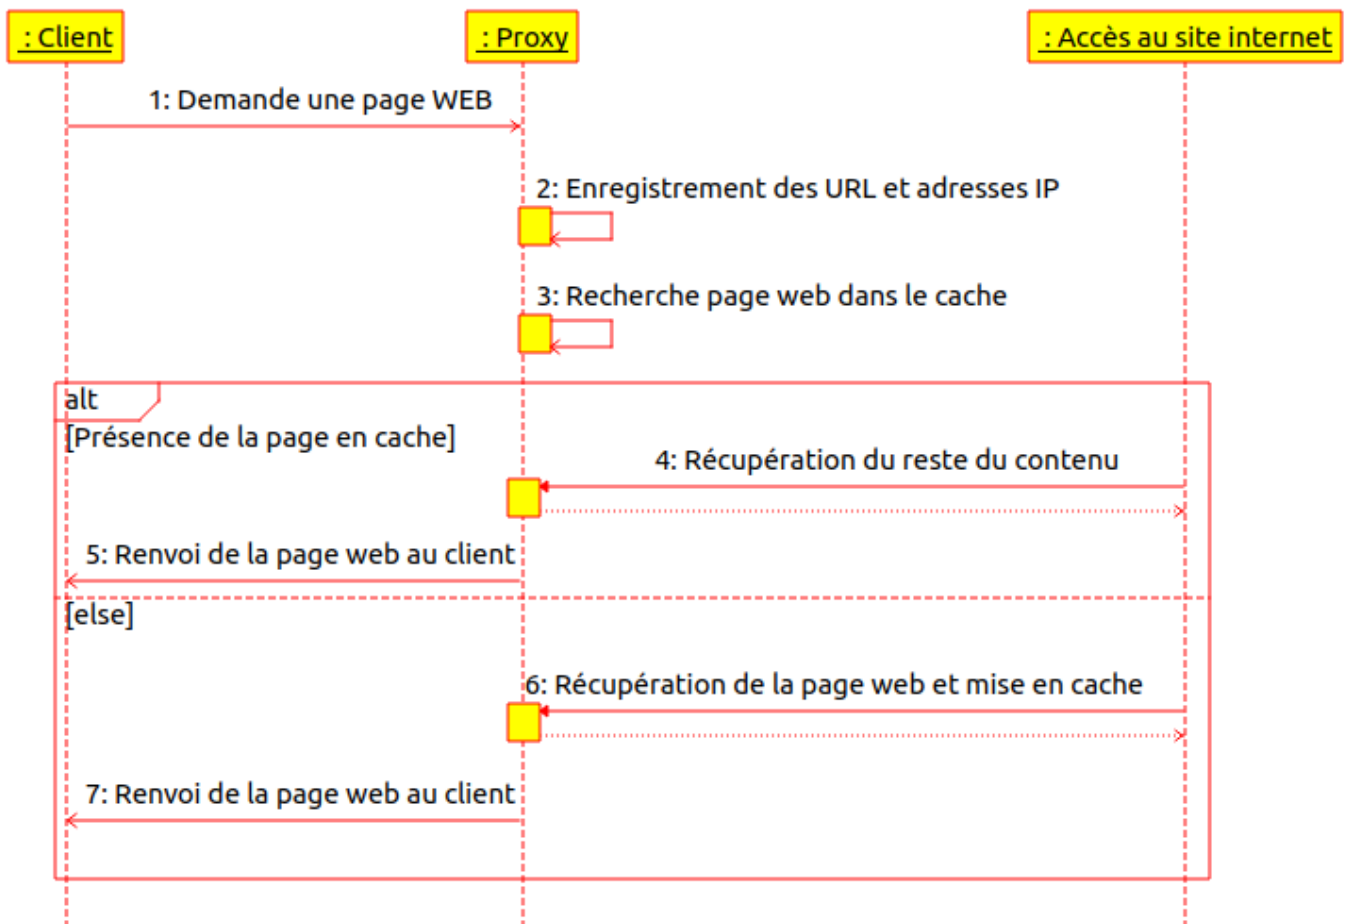 : Client
: Proxy
: Accès au site internet
1: Demande une page WEB
2: Enregistrement des URL et adresses IP
3: Recherche page web dans le cache
alt
[Présence de la page en cache]
4: Récupération du reste du contenu
5: Renvoi de la page web au client
[else]
6: Récupération de la page web et mise en cache
7: Renvoi de la page web au client